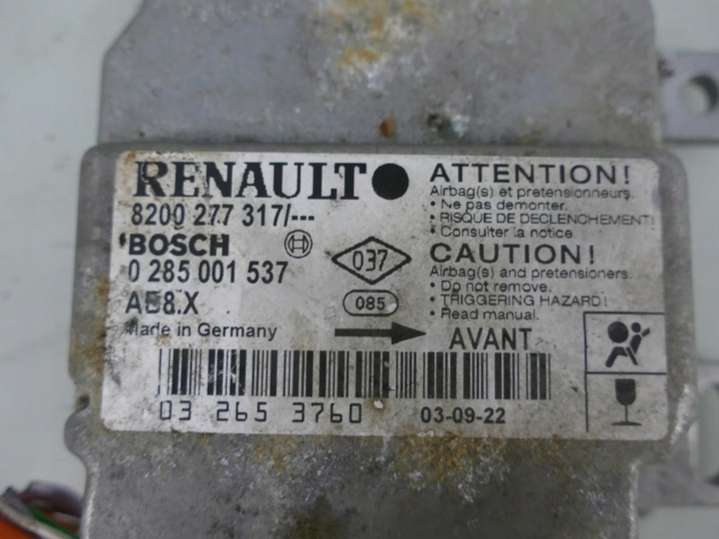 RENAULT
8200 277 317/---
BOSCH
0 285 001 537
AB8.X
Made in Germany
037
085
ATTENTION!
Airbag(s) et pretensionneurs.
• Ne pas demonter.
• RISQUE DE DECLENCHEMENT!
• Consulter la notice
CAUTION!
Airbag(s) and pretensioners.
• Do not remove.
• TRIGGERING HAZARD!
• Read manual.
AVANT
03 265 3760
03-09-22